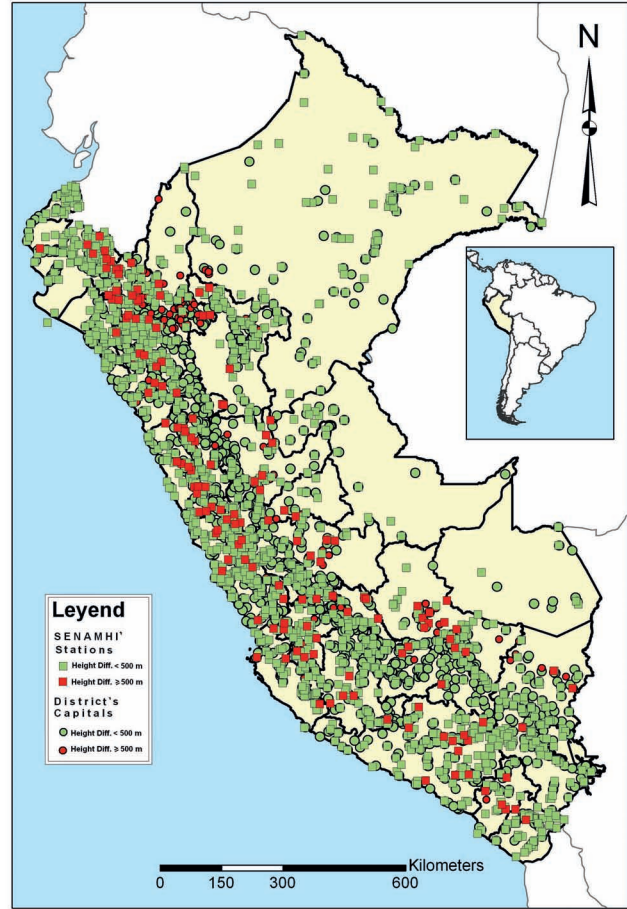 N
Leyend
SENAMHI'
Stations
Height Diff. < 500 m
Height Diff. ≥ 500 m
District's
Capitals
Height Diff. < 500 m
Height Diff. ≥ 500 m
Kilometers
0 150 300 600